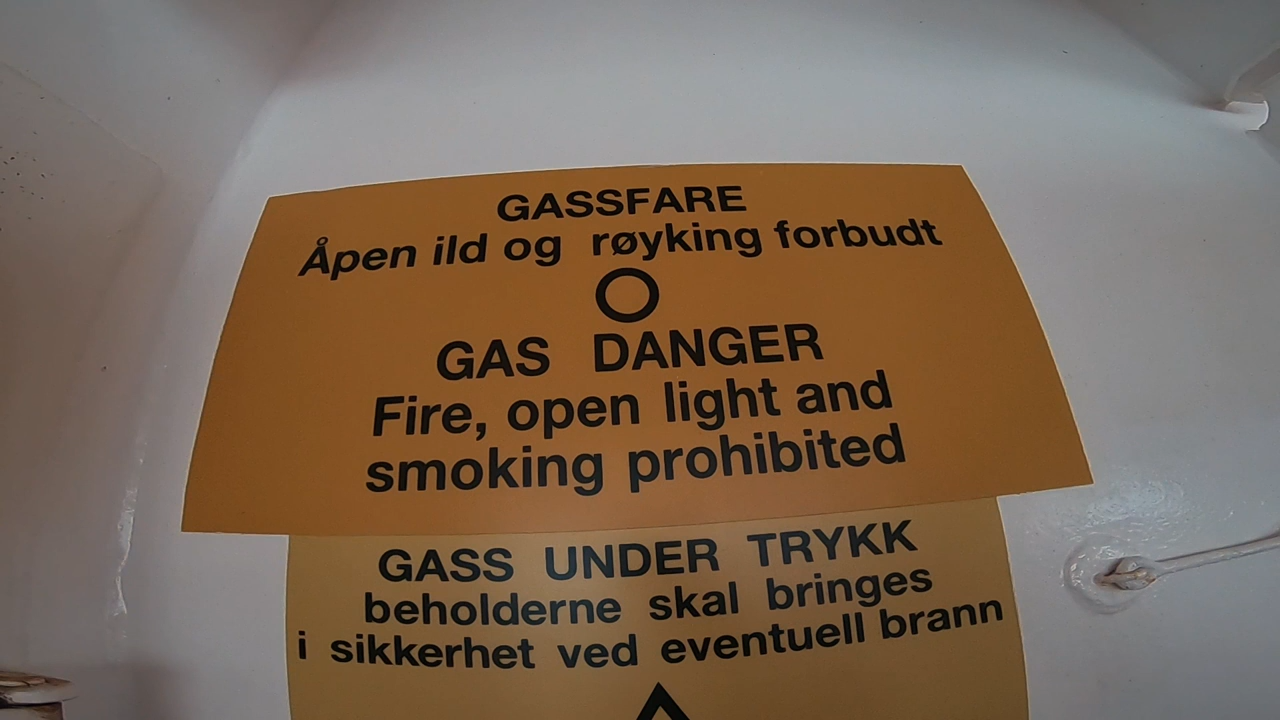 GASSFARE
Åpen ild og røyking forbudt
GAS DANGER
Fire, open light and
smoking prohibited
GASS UNDER TRYKK
beholderne skal bringes
i sikkerhet ved eventuell brann